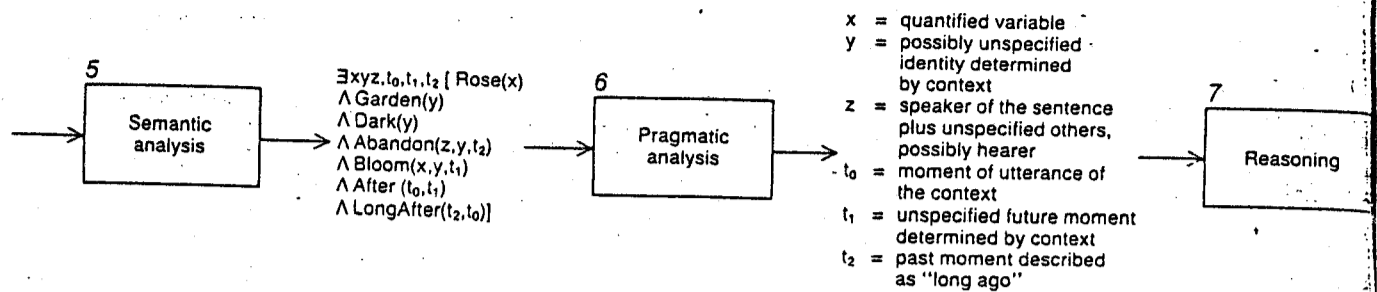 5
Semantic
analysis
∃xyz,t₀,t₁,t₂ [ Rose(x)
Λ Garden(y)
Λ Dark(y)
Λ Abandon(z,y,t₂)
Λ Bloom(x,y,t₁)
Λ After (t₀,t₁)
Λ LongAfter(t₂,t₀)]
6
Pragmatic
analysis
x = quantified variable
y = possibly unspecified
identity determined
by context
z = speaker of the sentence
plus unspecified others,
possibly hearer
t₀ = moment of utterance of
the context
t₁ = unspecified future moment
determined by context
t₂ = past moment described
as "long ago"
7
Reasoning